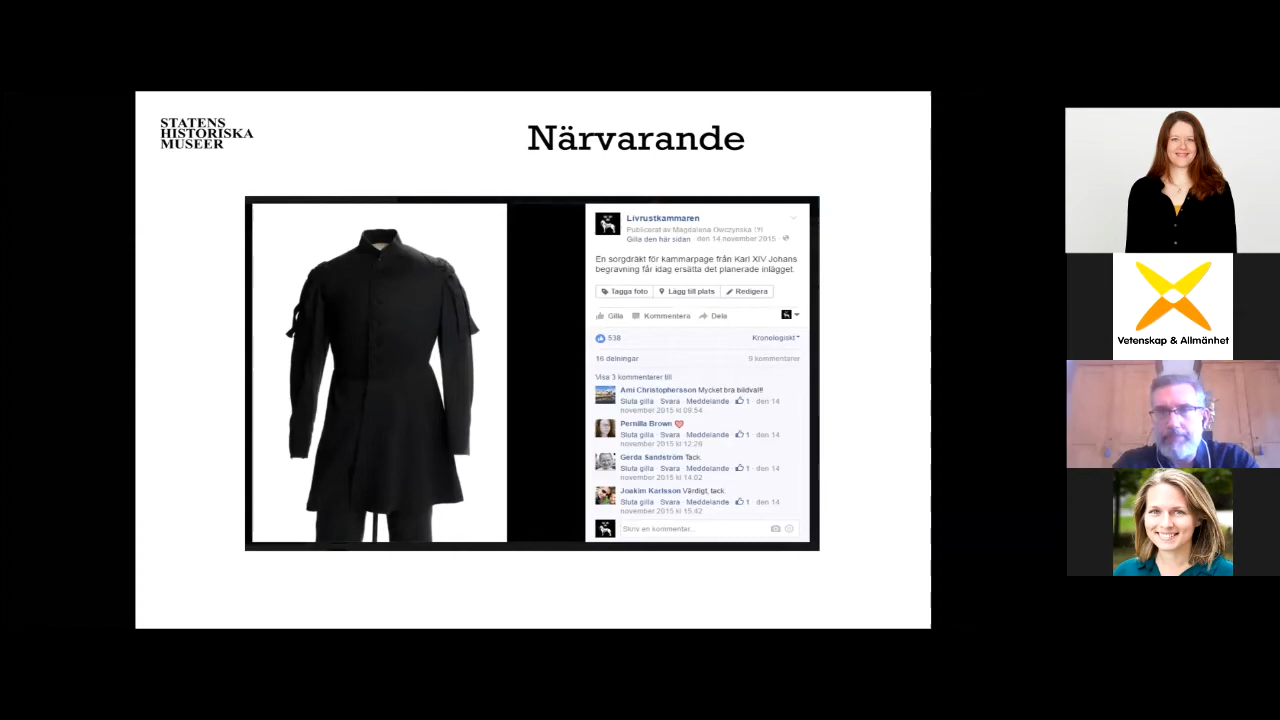 STATENS
HISTORISKA
MUSEER
Närvarande
Livrustkammaren
Publicerat av Magdalena Owczynska [?]
Gilla den här sidan · den 14 november 2015 ·
En sorgdräkt för kammarpage från Karl XIV Johans
begravning får idag ersätta det planerade inlägget.
Tagga foto Lägg till plats Redigera
Gilla Kommentera Dela
538 Kronologiskt
16 delningar 9 kommentarer
Visa 3 kommentarer till
Ami Christophersson Mycket bra bildval!!!
Sluta gilla · Svara · Meddelande · 1 · den 14
november 2015 kl 09:54
Pernilla Brown
Sluta gilla · Svara · Meddelande · 1 · den 14
november 2015 kl 12:26
Gerda Sandström Tack.
Sluta gilla · Svara · Meddelande · 1 · den 14
november 2015 kl 14:02
Joakim Karlsson Värdigt, tack.
Sluta gilla · Svara · Meddelande · 1 · den 14
november 2015 kl 15:42
Skriv en kommentar...
Vetenskap & Allmänhet